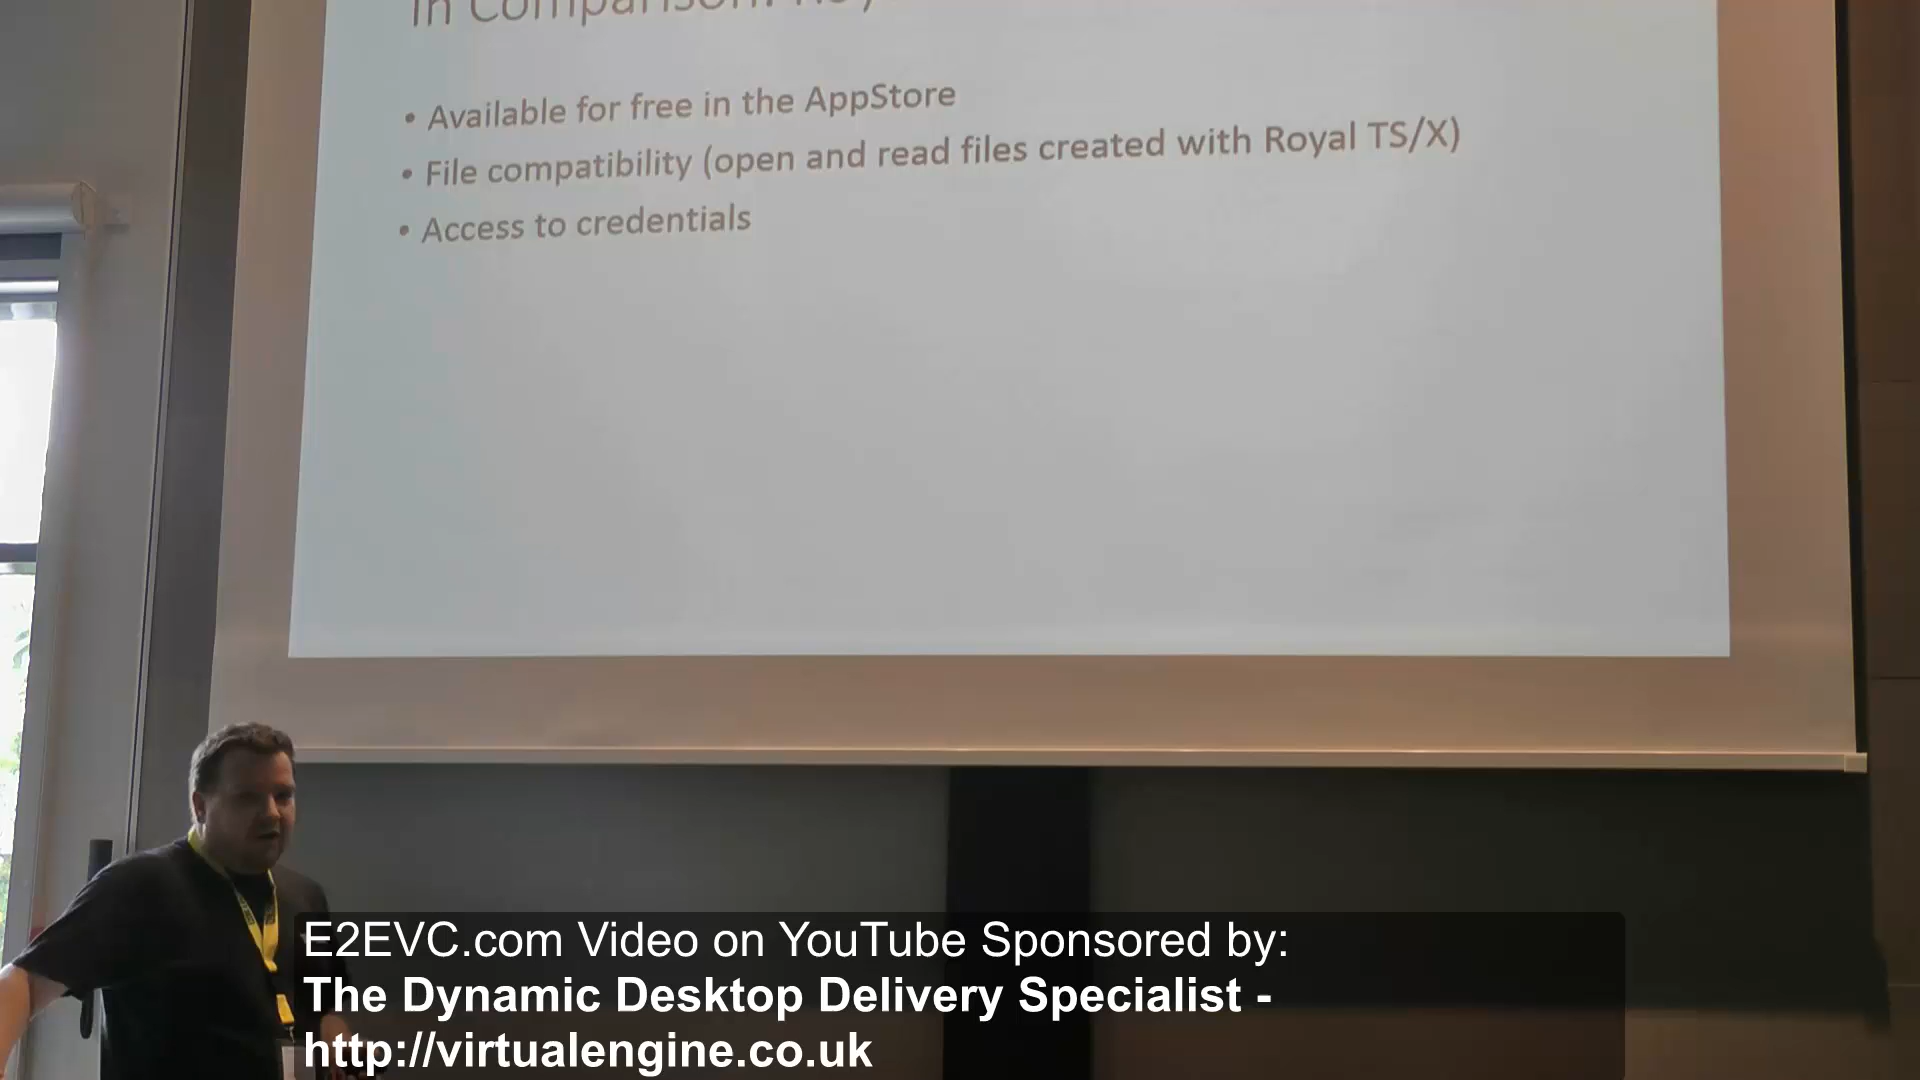 In Comparison:
• Available for free in the AppStore
• File compatibility (open and read files created with Royal TS/X)
• Access to credentials
E2EVC.com Video on YouTube Sponsored by:
The Dynamic Desktop Delivery Specialist -
http://virtualengine.co.uk